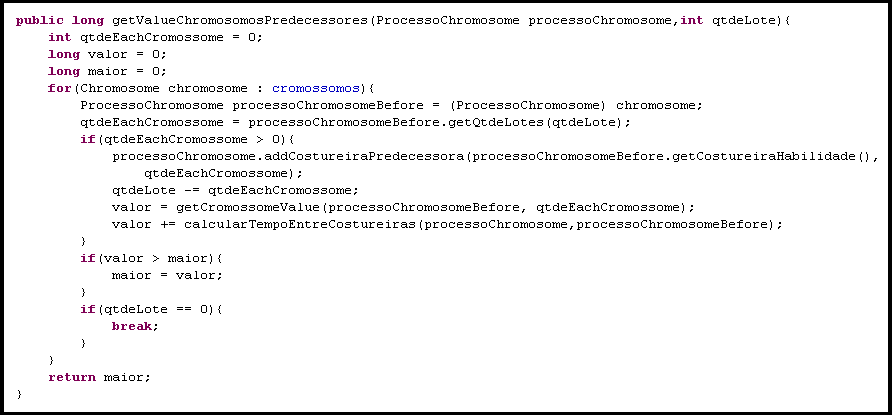 public long getValueChromosomosPredecessores(ProcessoChromosome processoChromosome,int qtdeLote){
    int qtdeEachCromossome = 0;
    long valor = 0;
    long maior = 0;
    for(Chromosome chromosome : cromossomos){
        ProcessoChromosome processoChromosomeBefore = (ProcessoChromosome) chromosome;
        qtdeEachCromossome = processoChromosomeBefore.getQtdeLotes(qtdeLote);
        if(qtdeEachCromossome > 0){
            processoChromosome.addCostureiraPredecessora(processoChromosomeBefore.getCostureiraHabilidade(),
                qtdeEachCromossome);
            qtdeLote -= qtdeEachCromossome;
            valor = getCromossomeValue(processoChromosomeBefore, qtdeEachCromossome);
            valor += calcularTempoEntreCostureiras(processoChromosome,processoChromosomeBefore);
        }
        if(valor > maior){
            maior = valor;
        }
        if(qtdeLote == 0){
            break;
        }
    }
    return maior;
}